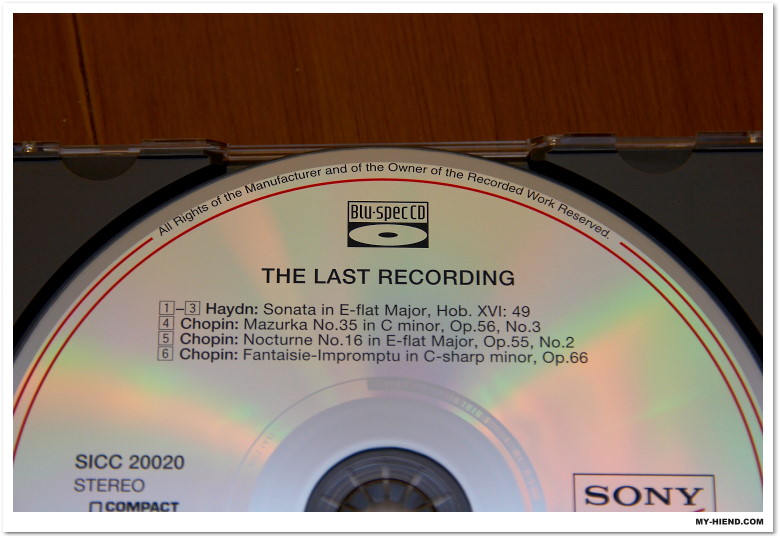 All Rights of the Manufacturer and of the Owner of the Recorded Work Reserved.
BLU-SPEC CD
THE LAST RECORDING
1–3 Haydn: Sonata in E-flat Major, Hob. XVI: 49
4 Chopin: Mazurka No.35 in C minor, Op.56, No.3
5 Chopin: Nocturne No.16 in E-flat Major, Op.55, No.2
6 Chopin: Fantaisie-Impromptu in C-sharp minor, Op.66
SICC 20020
STEREO
COMPACT
SONY
MY-HIEND.COM